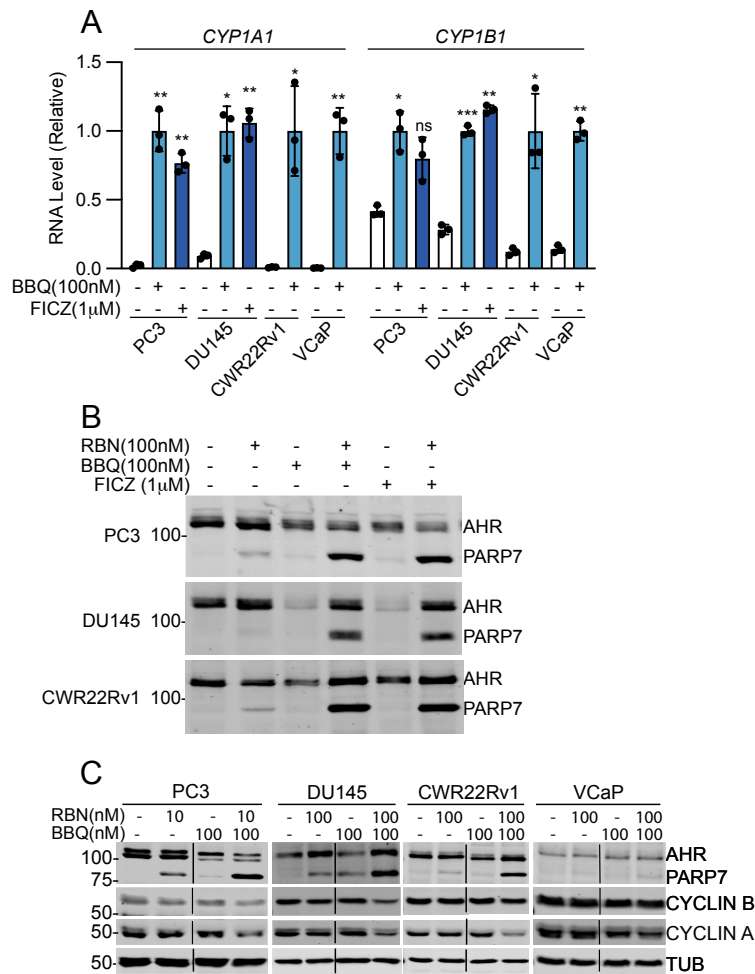 A
CYP1A1 CYP1B1
RNA Level (Relative)
1.5
1.0
0.5
0.0
** ** * ** * ** * ns *** ** * **
BBQ(100nM) - + - - + - - + - + - + - - + - - + - +
FICZ(1μM) - - + - - + - - - - - - + - - + - - - -
PC3 DU145 CWR22Rv1 VCaP PC3 DU145 CWR22Rv1 VCaP
B
RBN(100nM) - + - + - +
BBQ(100nM) - - + + - -
FICZ (1μM) - - - - + +
PC3 100- AHR
PARP7
DU145 100- AHR
PARP7
CWR22Rv1 100- AHR
PARP7
C
PC3 DU145 CWR22Rv1 VCaP
RBN(nM) - 10 - 10 - 100 - 100 - 100 - 100 - 100 - 100
BBQ(nM) - - 100 100 - - 100 100 - - 100 100 - - 100 100
100- AHR
75- PARP7
50- CYCLIN B
50- CYCLIN A
50- TUB